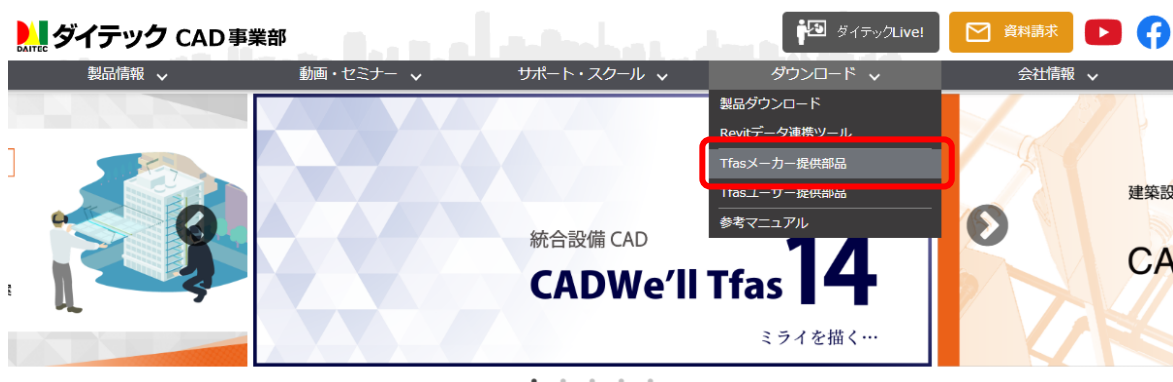 DAITEC
ダイテック CAD事業部
ダイテックLive!
資料請求
製品情報
動画・セミナー
サポート・スクール
ダウンロード
会社情報
製品ダウンロード
Revitデータ連携ツール
Tfasメーカー提供部品
Tfasユーザー提供部品
参考マニュアル
統合設備 CAD
CADWe'll Tfas 14
ミライを描く…
建築設
CA